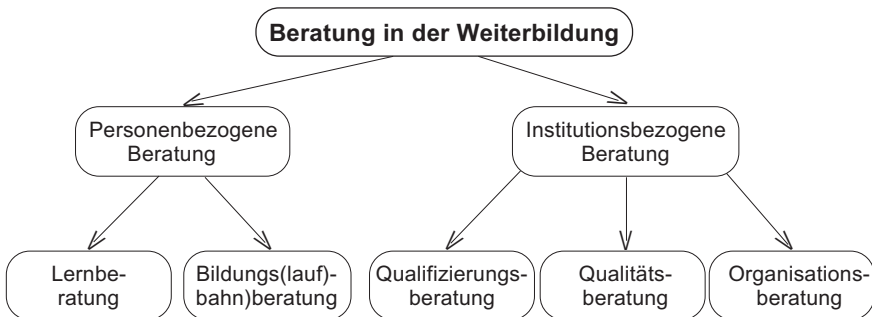 Beratung in der Weiterbildung
Personenbezogene
Beratung
Institutionsbezogene
Beratung
Lernbe-
ratung
Bildungs(lauf)-
bahn)beratung
Qualifizierungs-
beratung
Qualitäts-
beratung
Organisations-
beratung